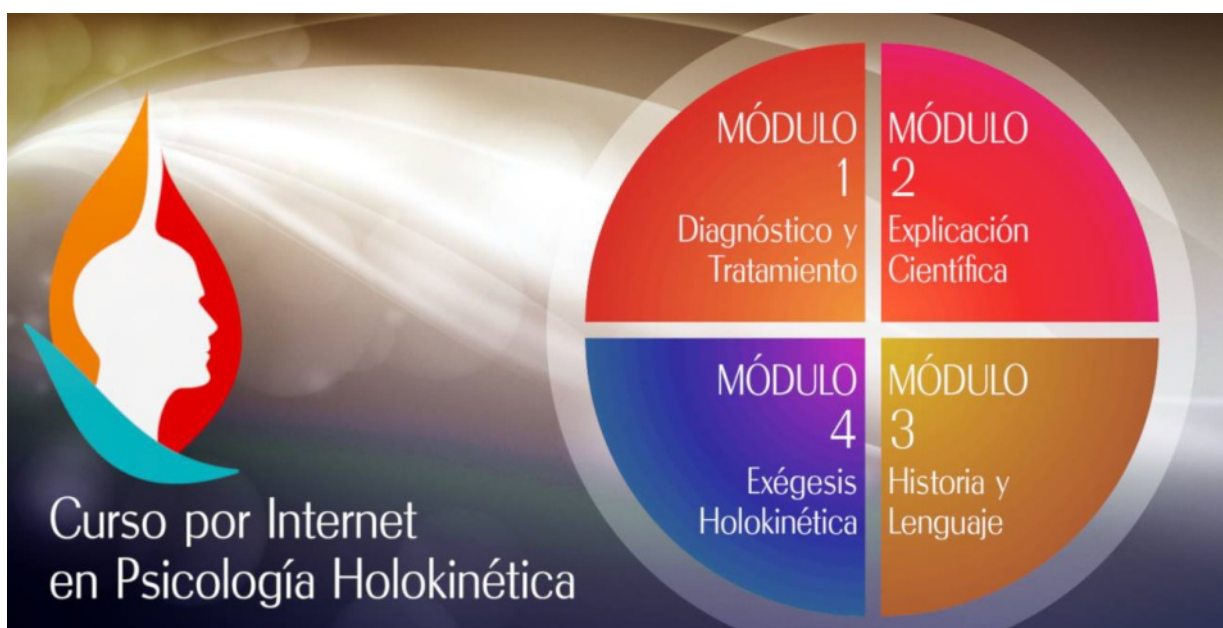 MÓDULO
1
Diagnóstico y
Tratamiento
MÓDULO
2
Explicación
Científica
MÓDULO
4
Exégesis
Holokinética
MÓDULO
3
Historia y
Lenguaje
Curso por Internet
en Psicología Holokinética